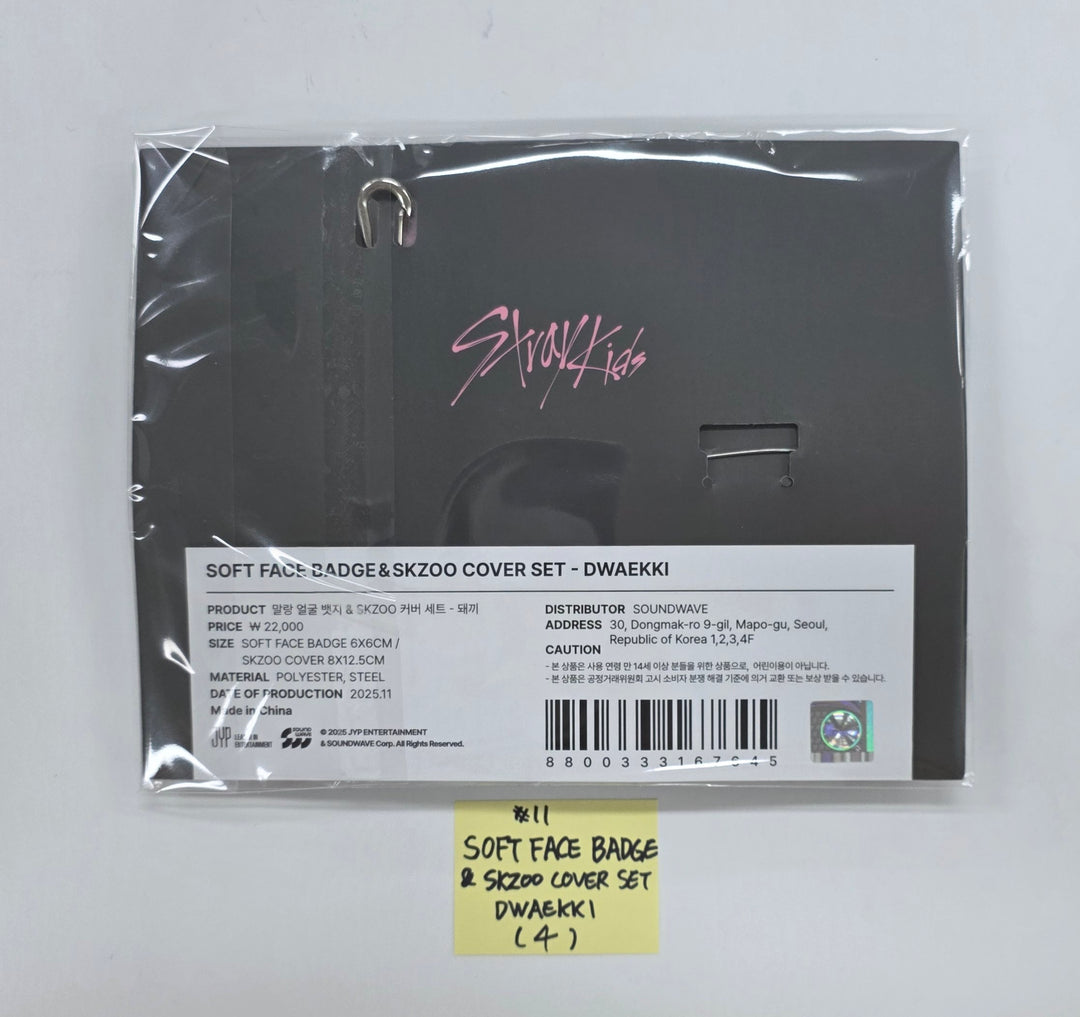 Stray Kids
SOFT FACE BADGE & SKZOO COVER SET - DWAEKKI
PRODUCT 말랑 얼굴 뱃지 & SKZOO 커버 세트 - 돼끼
PRICE ₩ 22,000
SIZE SOFT FACE BADGE 6X6CM /
SKZOO COVER 8X12.5CM
MATERIAL POLYESTER, STEEL
DATE OF PRODUCTION 2025.11
Made in China
JYP LEADER IN
ENTERTAINMENT
SOUND
WAVE
© 2025 JYP ENTERTAINMENT
& SOUNDWAVE Corp. All Rights Reserved.
DISTRIBUTOR SOUNDWAVE
ADDRESS 30, Dongmak-ro 9-gil, Mapo-gu, Seoul,
Republic of Korea 1,2,3,4F
CAUTION
- 본 상품은 사용 연령 만 14세 이상 분들을 위한 상품으로, 어린이용이 아닙니다.
- 본 상품은 공정거래위원회 고시 소비자 분쟁 해결 기준에 의거 교환 또는 보상 받을 수 있습니다.
8800333167645
#11
SOFT FACE BADGE
& SKZOO COVER SET
DWAEKKI
(4)